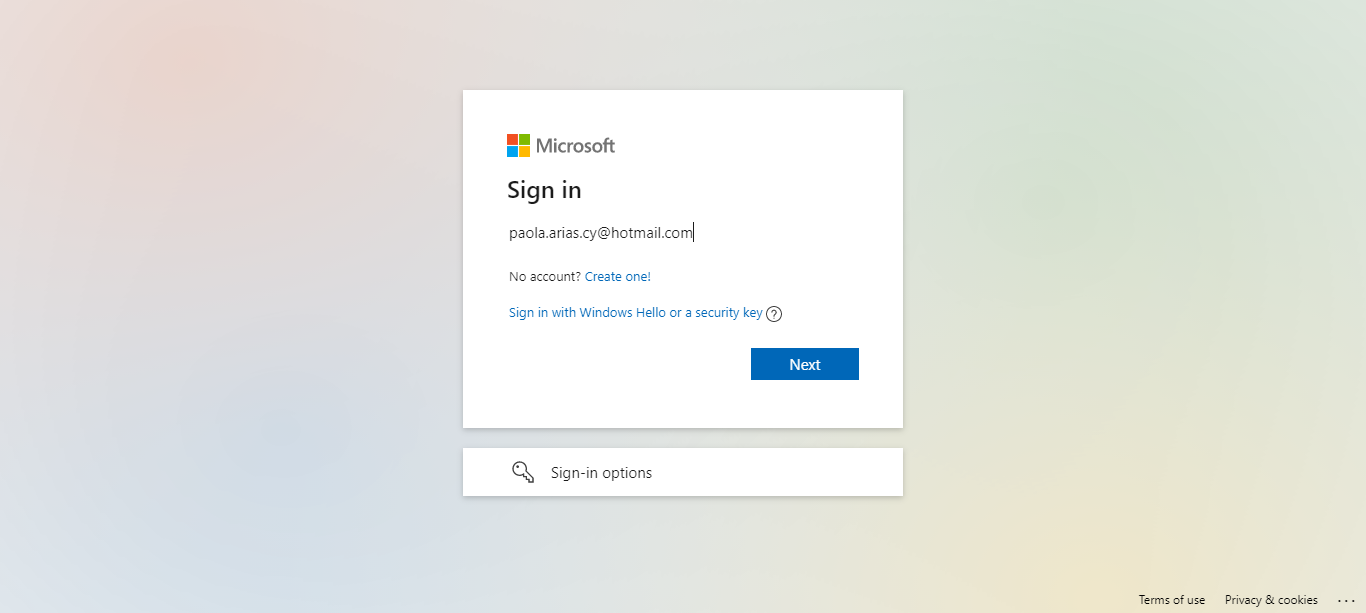 Microsoft
Sign in
paola.arias.cy@hotmail.com
No account? Create one!
Sign in with Windows Hello or a security key ?
Next
Sign-in options
Terms of use Privacy & cookies ...